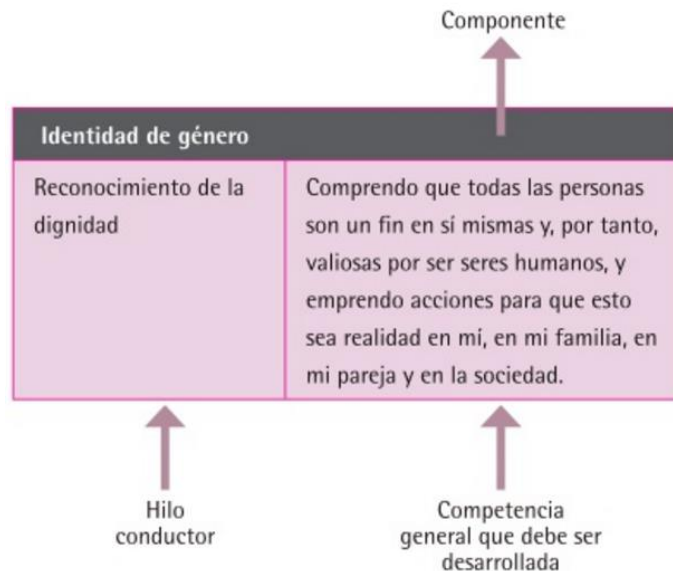 Componente
Identidad de género
Reconocimiento de la
dignidad
Comprendo que todas las personas
son un fin en sí mismas y, por tanto,
valiosas por ser seres humanos, y
emprendo acciones para que esto
sea realidad en mí, en mi familia, en
mi pareja y en la sociedad.
Hilo
conductor
Competencia
general que debe ser
desarrollada